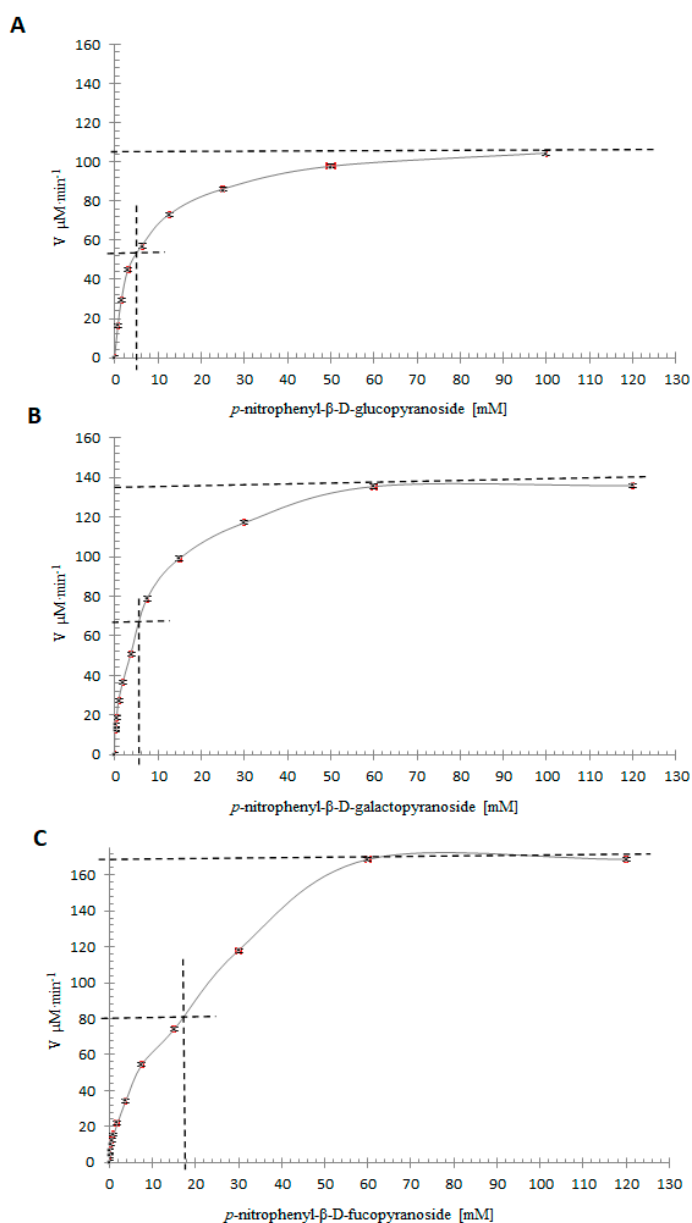 A
160
140
120
100
80
60
40
20
0
V μM·min⁻¹
0 10 20 30 40 50 60 70 80 90 100 110 120 130
p-nitrophenyl-β-D-glucopyranoside [mM]
B
160
140
120
100
80
60
40
20
0
V μM·min⁻¹
0 10 20 30 40 50 60 70 80 90 100 110 120 130
p-nitrophenyl-β-D-galactopyranoside [mM]
C
160
140
120
100
80
60
40
20
0
V μM·min⁻¹
0 10 20 30 40 50 60 70 80 90 100 110 120 130
p-nitrophenyl-β-D-fucopyranoside [mM]